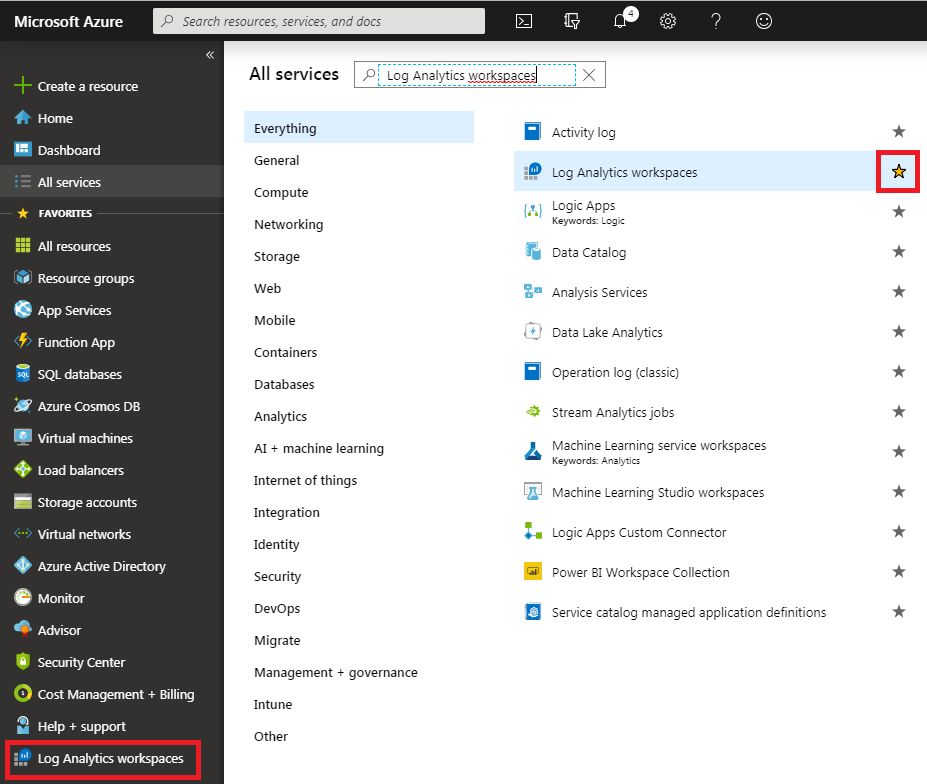 Microsoft Azure
Search resources, services, and docs
4
«
Create a resource
Home
Dashboard
All services
FAVORITES
All resources
Resource groups
App Services
Function App
SQL databases
Azure Cosmos DB
Virtual machines
Load balancers
Storage accounts
Virtual networks
Azure Active Directory
Monitor
Advisor
Security Center
Cost Management + Billing
Help + support
Log Analytics workspaces
All services
Log Analytics workspaces
Everything
General
Compute
Networking
Storage
Web
Mobile
Containers
Databases
Analytics
AI + machine learning
Internet of things
Integration
Identity
Security
DevOps
Migrate
Management + governance
Intune
Other
Activity log
Log Analytics workspaces
Logic Apps
Keywords: Logic
Data Catalog
Analysis Services
Data Lake Analytics
Operation log (classic)
Stream Analytics jobs
Machine Learning service workspaces
Keywords: Analytics
Machine Learning Studio workspaces
Logic Apps Custom Connector
Power BI Workspace Collection
Service catalog managed application definitions